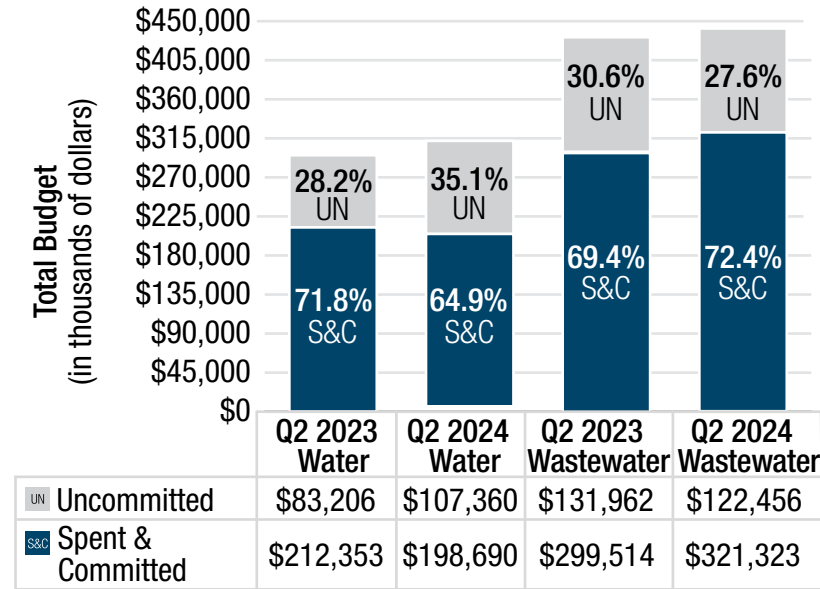 Total Budget
(in thousands of dollars)
$450,000
$405,000
$360,000
$315,000
$270,000
$225,000
$180,000
$135,000
$90,000
$45,000
$0
28.2%
UN
71.8%
S&C
35.1%
UN
64.9%
S&C
30.6%
UN
69.4%
S&C
27.6%
UN
72.4%
S&C
Q2 2023 Q2 2024 Q2 2023 Q2 2024
Water Water Wastewater Wastewater
UN Uncommitted $83,206 $107,360 $131,962 $122,456
S&C Spent &
Committed $212,353 $198,690 $299,514 $321,323